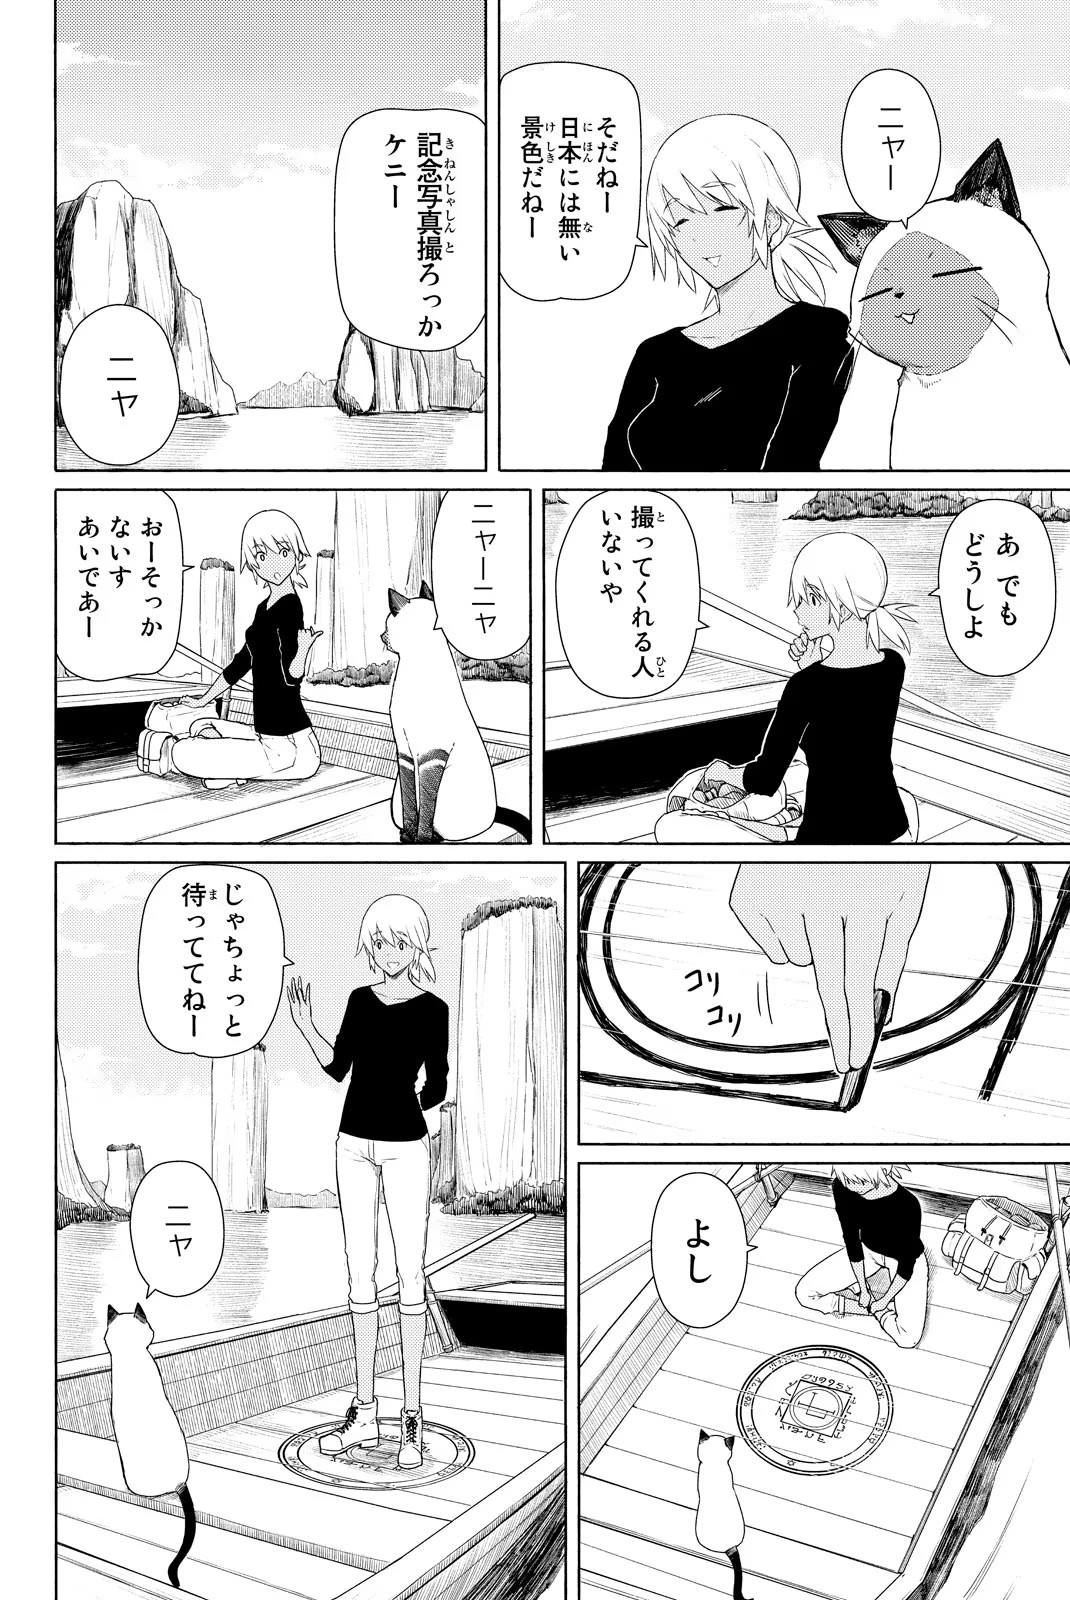 ニャー
そだねー
日本には無い
景色だねー
記念写真撮ろっか
ケニー
ニャ
あ でも
どうしよ
撮ってくれる人
いないや
ニャーニャ
おーそっか
ないす
あいであー
コリ
コリ
よし
じゃちょっと
待っててねー
ニャ